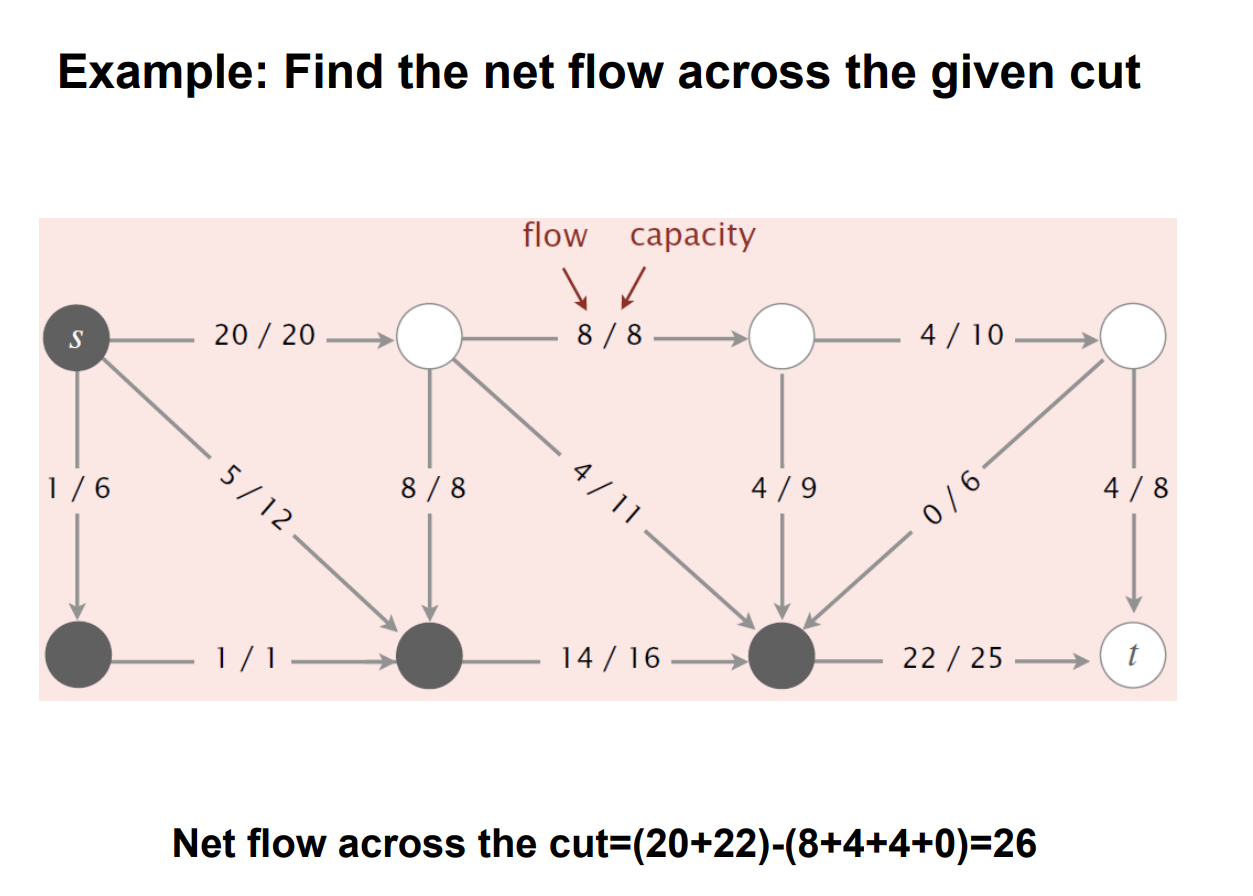 Example: Find the net flow across the given cut
flow capacity
s 20 / 20 8 / 8 4 / 10
1 / 6 5 / 12 8 / 8 4 / 11 4 / 9 0 / 6 4 / 8
1 / 1 14 / 16 22 / 25 t
Net flow across the cut=(20+22)-(8+4+4+0)=26